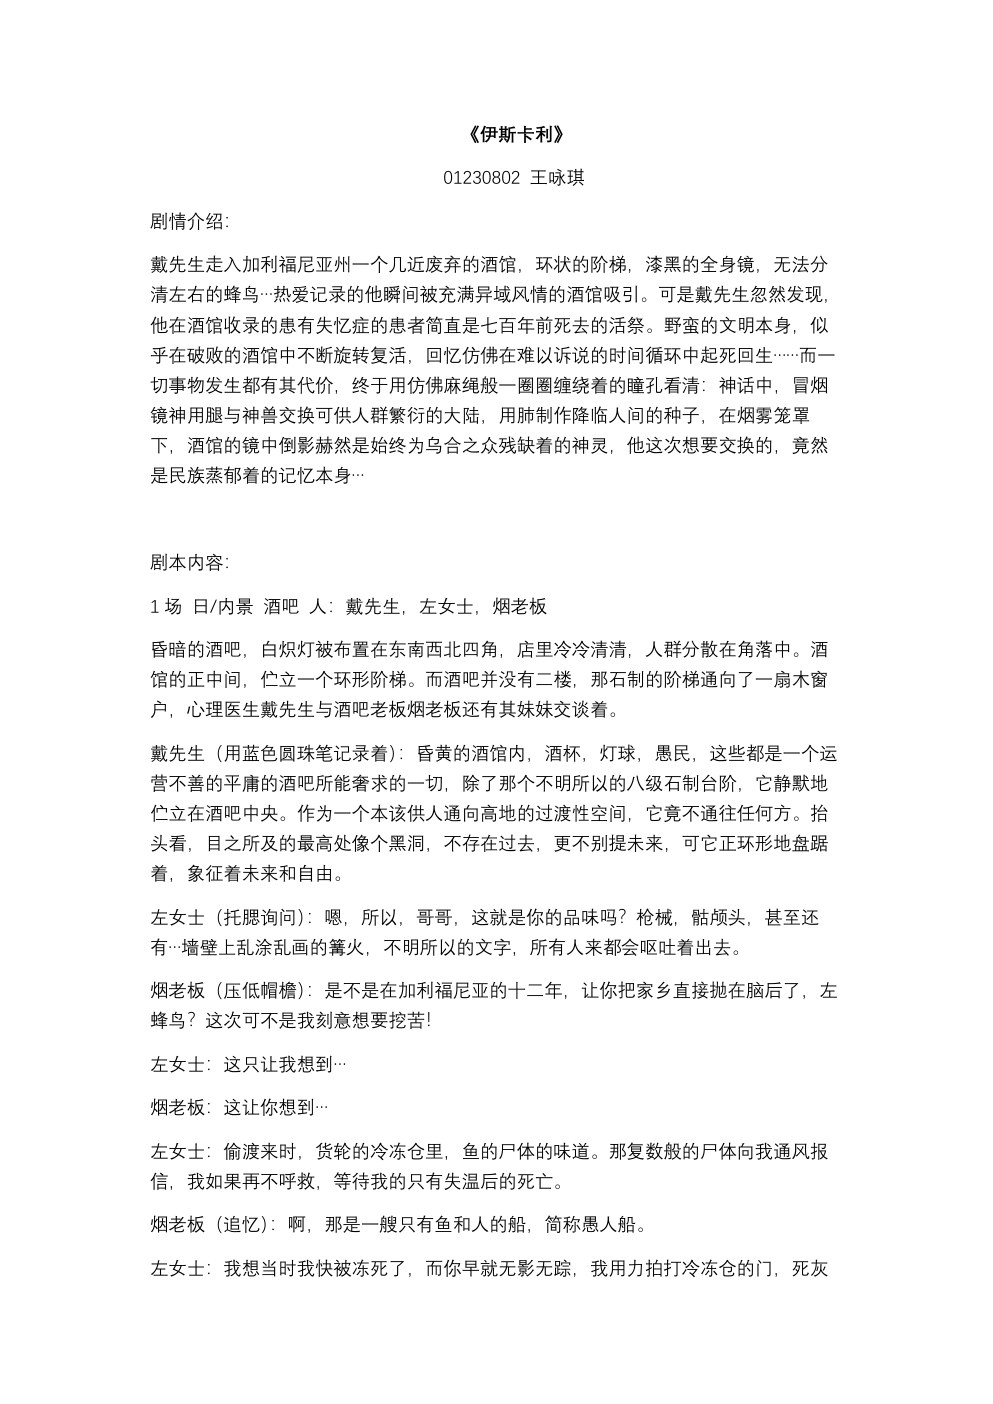 《伊斯卡利》
01230802 王咏琪
剧情介绍：
戴先生走入加利福尼亚州一个几近废弃的酒馆，环状的阶梯，漆黑的全身镜，无法分
清左右的蜂鸟…热爱记录的他瞬间被充满异域风情的酒馆吸引。可是戴先生忽然发现，
他在酒馆收录的患有失忆症的患者简直是七百年前死去的活祭。野蛮的文明本身，似
乎在破败的酒馆中不断旋转复活，回忆仿佛在难以诉说的时间循环中起死回生……而一
切事物发生都有其代价，终于用仿佛麻绳般一圈圈缠绕着的瞳孔看清：神话中，冒烟
镜神用腿与神兽交换可供人群繁衍的大陆，用肺制作降临人间的种子，在烟雾笼罩
下，酒馆的镜中倒影赫然是始终为乌合之众残缺着的神灵，他这次想要交换的，竟然
是民族蒸郁着的记忆本身…
剧本内容：
1 场 日/内景 酒吧 人：戴先生，左女士，烟老板
昏暗的酒吧，白炽灯被布置在东南西北四角，店里冷冷清清，人群分散在角落中。酒
馆的正中间，伫立一个环形阶梯。而酒吧并没有二楼，那石制的阶梯通向了一扇木窗
户，心理医生戴先生与酒吧老板烟老板还有其妹妹交谈着。
戴先生（用蓝色圆珠笔记录着）：昏黄的酒馆内，酒杯，灯球，愚民，这些都是一个运
营不善的平庸的酒吧所能奢求的一切，除了那个不明所以的八级石制台阶，它静默地
伫立在酒吧中央。作为一个本该供人通向高地的过渡性空间，它竟不通往任何方。抬
头看，目之所及的最高处像个黑洞，不存在过去，更不别提未来，可它正环形地盘踞
着，象征着未来和自由。
左女士（托腮询问）：嗯，所以，哥哥，这就是你的品味吗？枪械，骷颅头，甚至还
有…墙壁上乱涂乱画的篝火，不明所以的文字，所有人来都会呕吐着出去。
烟老板（压低帽檐）：是不是在加利福尼亚的十二年，让你把家乡直接抛在脑后了，左
蜂鸟？这次可不是我刻意想要挖苦！
左女士：这只让我想到…
烟老板：这让你想到…
左女士：偷渡来时，货轮的冷冻仓里，鱼的尸体的味道。那复数般的尸体向我通风报
信，我如果再不呼救，等待我的只有失温后的死亡。
烟老板（追忆）：啊，那是一艘只有鱼和人的船，简称愚人船。
左女士：我想当时我快被冻死了，而你早就无影无踪，我用力拍打冷冻仓的门，死灰